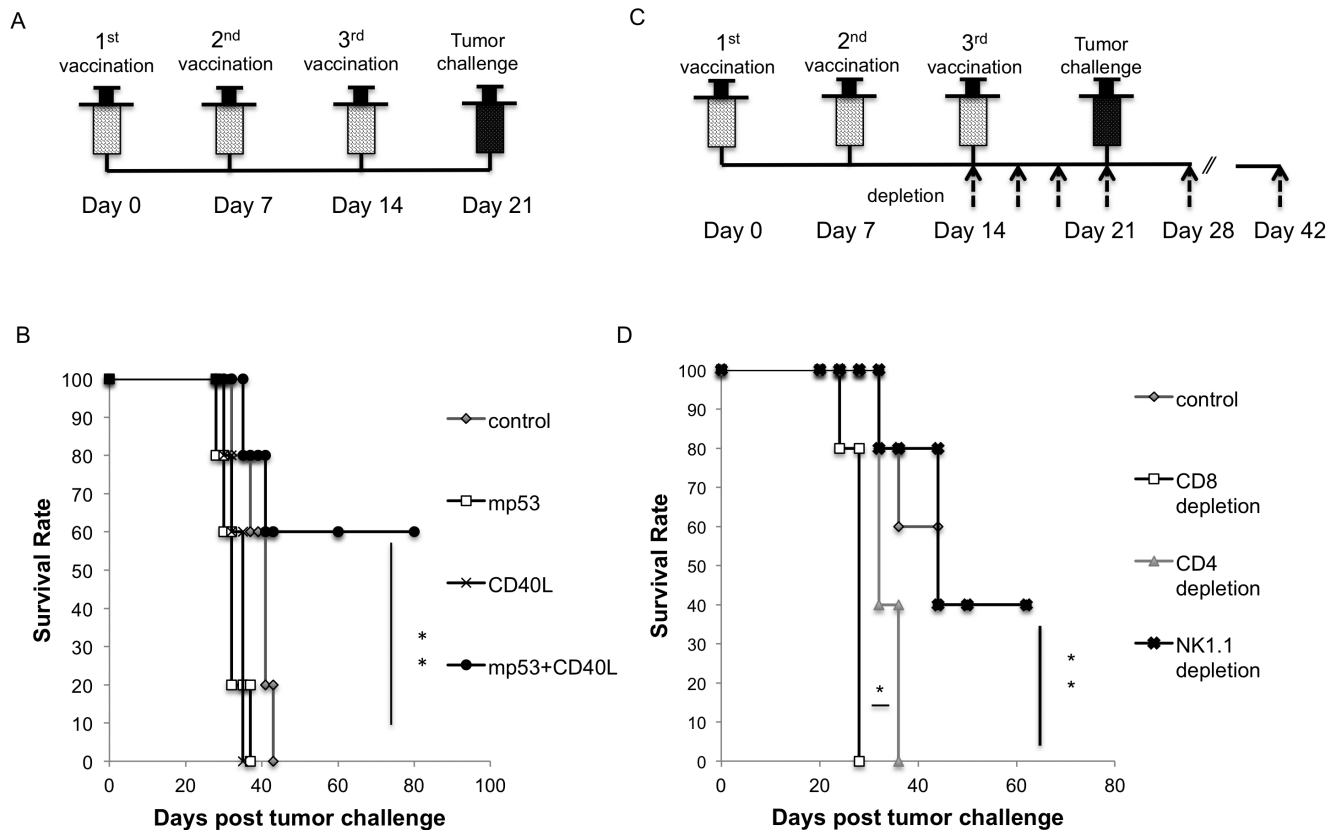 A
1st
vaccination
2nd
vaccination
3rd
vaccination
Tumor
challenge
Day 0
Day 7
Day 14
Day 21
C
1st
vaccination
2nd
vaccination
3rd
vaccination
Tumor
challenge
depletion
//
Day 0
Day 7
Day 14
Day 21
Day 28
Day 42
B
Survival Rate
100
90
80
70
60
50
40
30
20
10
0
0
20
40
60
80
100
Days post tumor challenge
control
mp53
CD40L
mp53+CD40L
*
*
D
Survival Rate
100
90
80
70
60
50
40
30
20
10
0
0
20
40
60
80
Days post tumor challenge
control
CD8
depletion
CD4
depletion
NK1.1
depletion
*
*
*